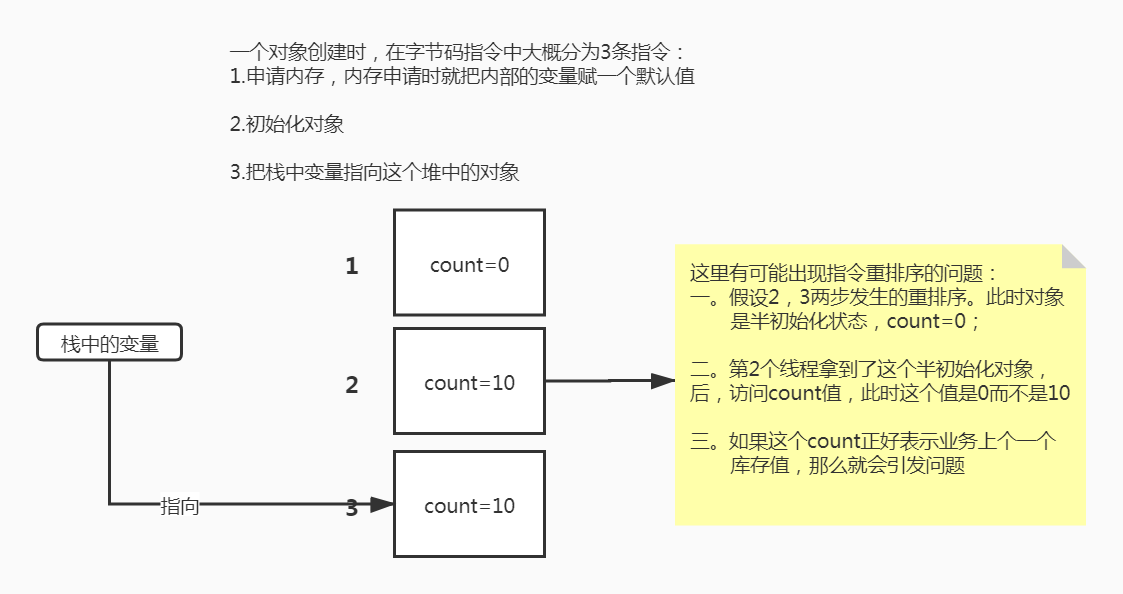 一个对象创建时，在字节码指令中大概分为3条指令：
1.申请内存，内存申请时就把内部的变量赋一个默认值
2.初始化对象
3.把栈中变量指向这个堆中的对象
1
count=0
栈中的变量
2
count=10
指向
3
count=10
这里有可能出现指令重排序的问题：
一。假设2，3两步发生的重排序。此时对象
是半初始化状态，count=0；
二。第2个线程拿到了这个半初始化对象，
后，访问count值，此时这个值是0而不是10
三。如果这个count正好表示业务上个一个
库存值，那么就会引发问题